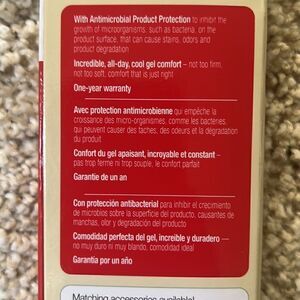 With Antimicrobial Product Protection to inhibit the
growth of microorganisms, such as bacteria, on the
product surface, that can cause stains, odors and
product degradation
Incredible, all-day, cool gel comfort – not too firm,
not too soft: comfort that is just right
One-year warranty
Avec protection antimicrobienne qui empêche la
croissance des micro-organismes, comme les bactéries,
qui peuvent causer des taches, des odeurs et la dégradation
du produit
Confort du gel apaisant, incroyable et constant –
pas trop ferme ni trop souple, le confort parfait
Garantie de un an
Con protección antibacterial para inhibir el crecimiento
de microbios sobre la superficie del producto, causantes de
manchas, olor y degradación del producto
Comodidad perfecta del gel, increíble y duradero —
no muy duro ni muy blando, comodidad ideal
Garantía por un año
Matching accessories available!